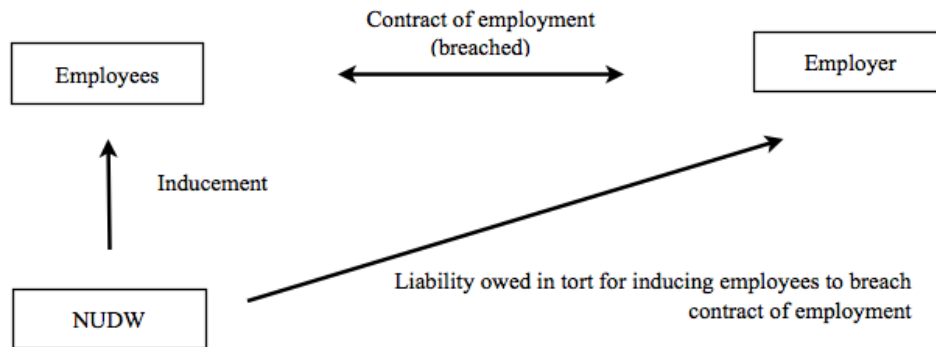 Contract of employment
(breached)
Employees
Employer
Inducement
Liability owed in tort for inducing employees to breach
contract of employment
NUDW